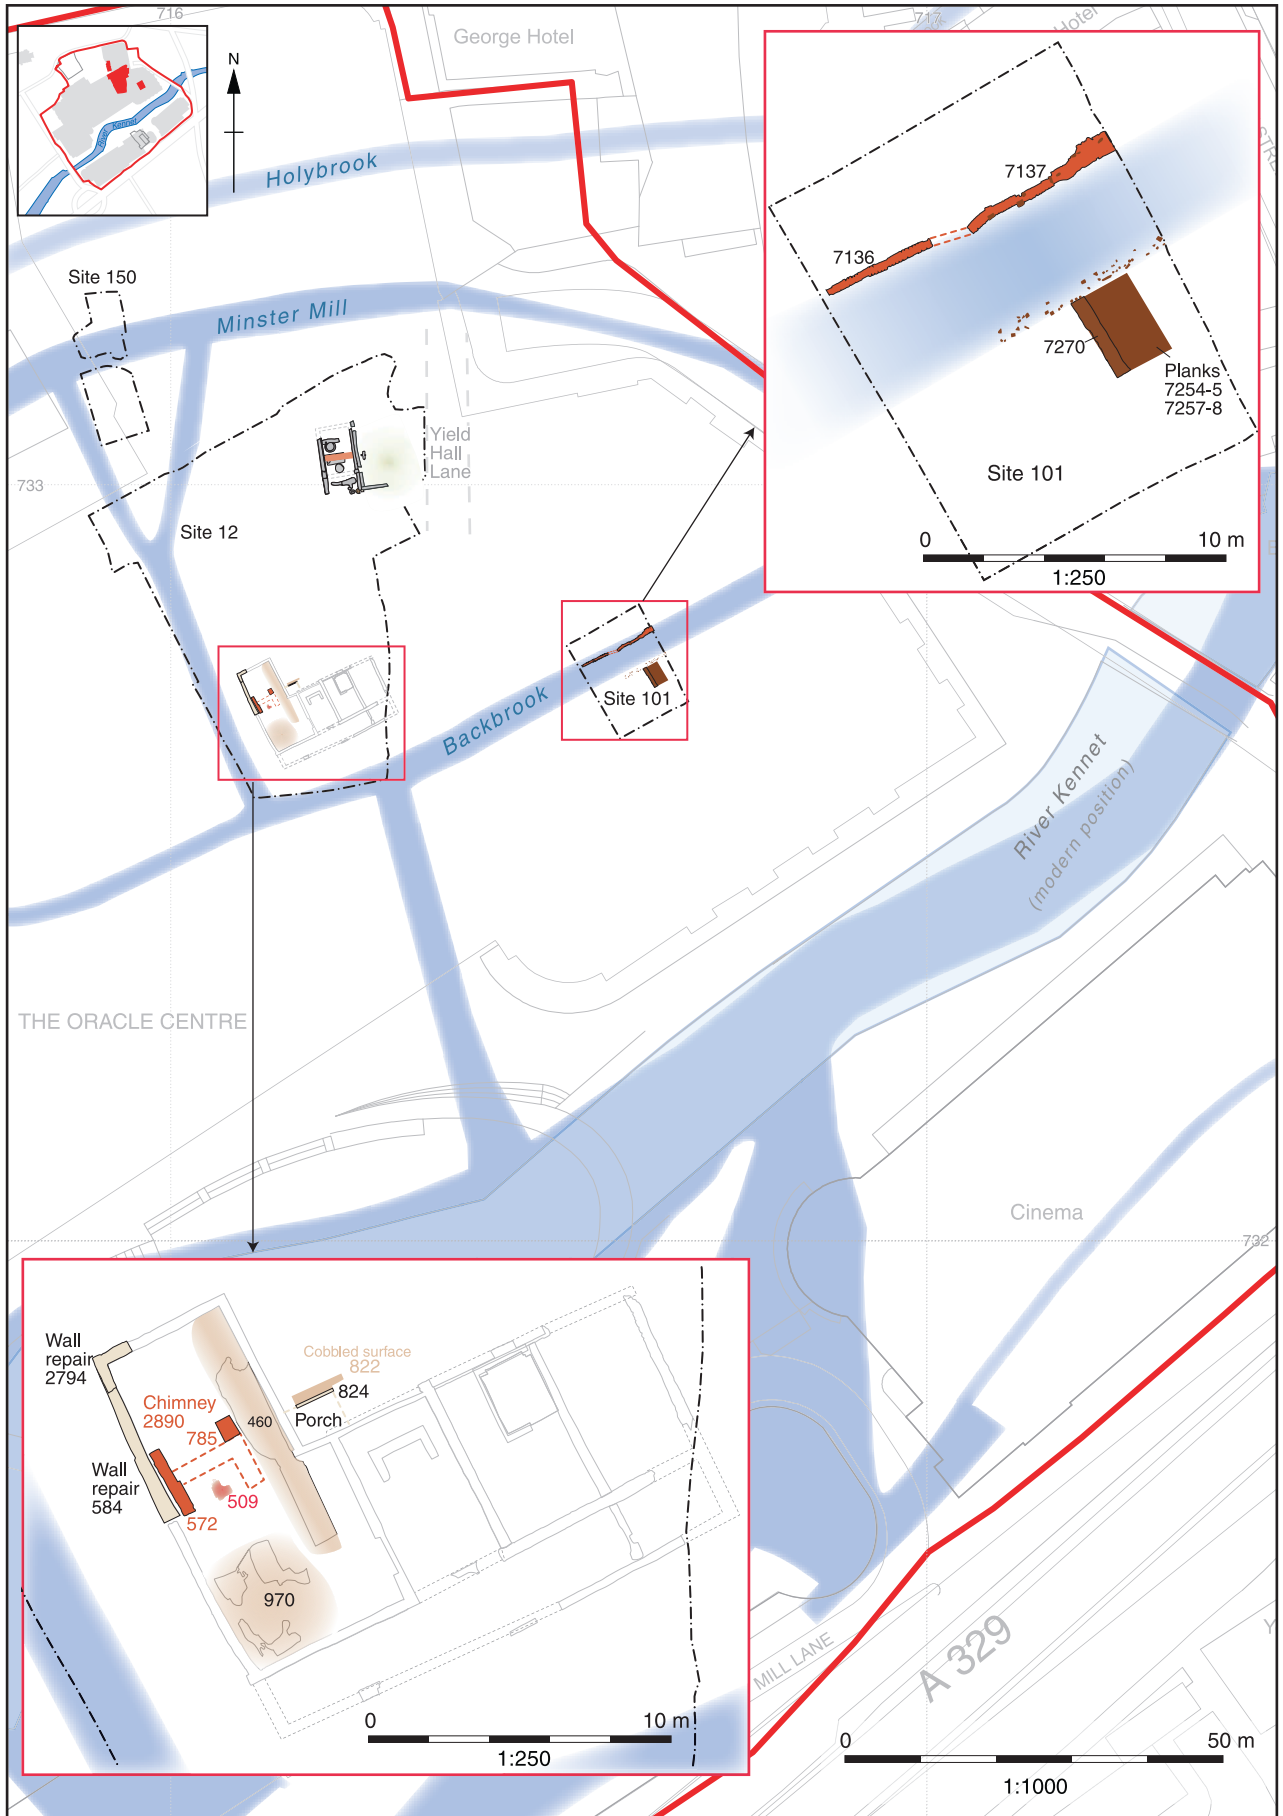 716
717
George Hotel
Hotel
N
River Kennet
Holybrook
Site 150
Minster Mill
7137
7136
7270
Planks
7254-5
7257-8
Site 101
0 10 m
1:250
Yield
Hall
Lane
733
Site 12
Site 101
Backbrook
River Kennet
(modern position)
THE ORACLE CENTRE
Cinema
732
Wall
repair
2794
Cobbled surface
822
824
Porch
Chimney
2890
785
460
Wall
repair
584
509
572
970
0 10 m
1:250
MILL LANE
A 329
0 50 m
1:1000